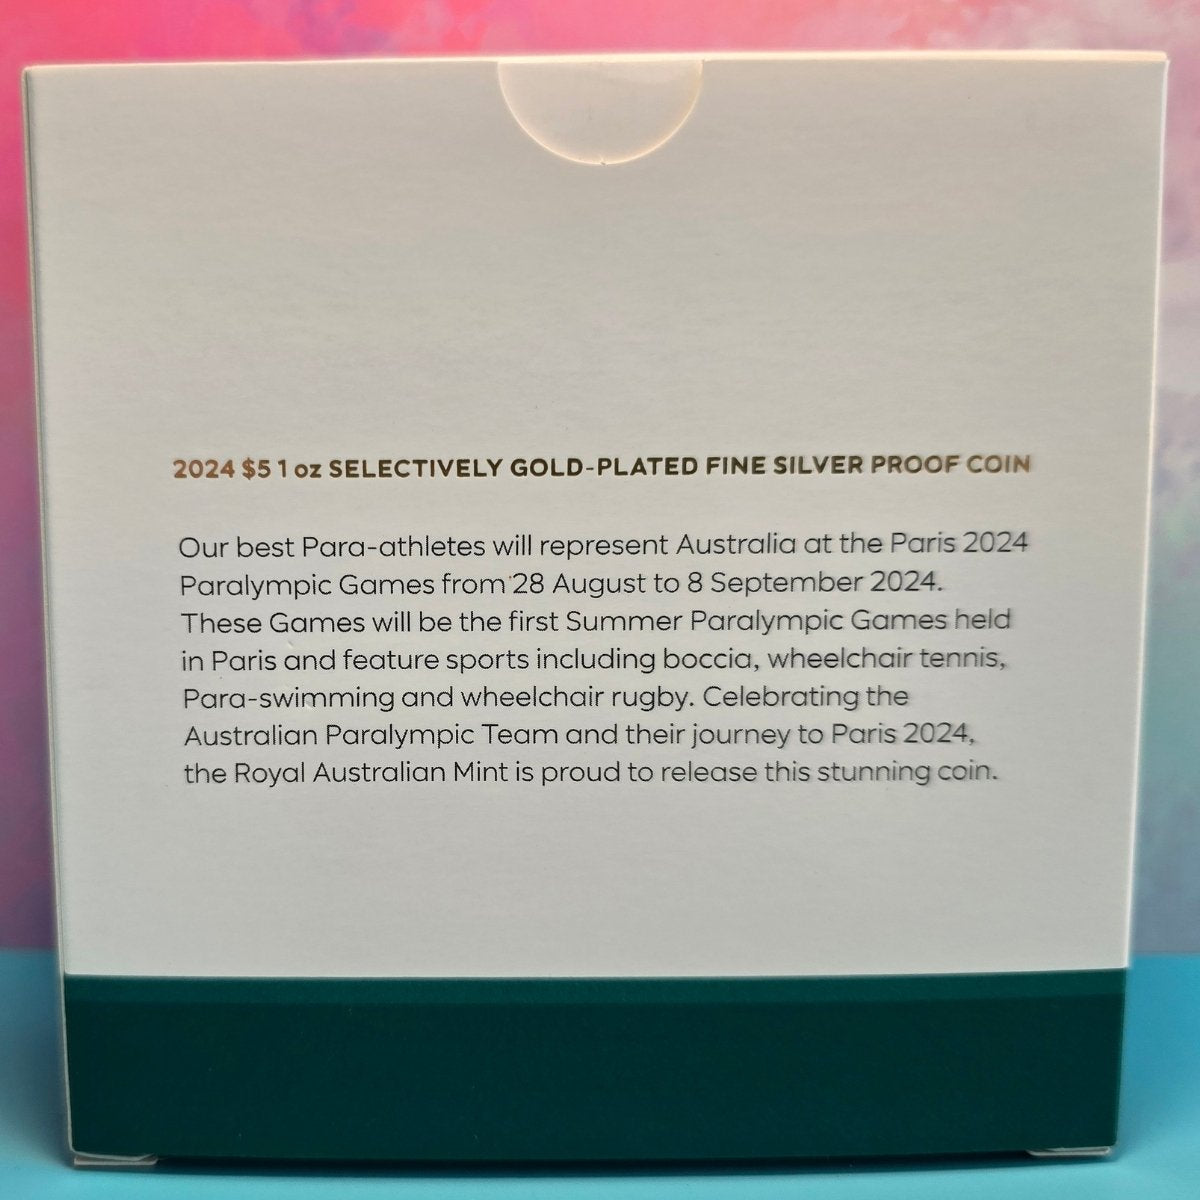 2024 $5 1 oz SELECTIVELY GOLD-PLATED FINE SILVER PROOF COIN
Our best Para-athletes will represent Australia at the Paris 2024
Paralympic Games from 28 August to 8 September 2024.
These Games will be the first Summer Paralympic Games held
in Paris and feature sports including boccia, wheelchair tennis,
Para-swimming and wheelchair rugby. Celebrating the
Australian Paralympic Team and their journey to Paris 2024,
the Royal Australian Mint is proud to release this stunning coin.